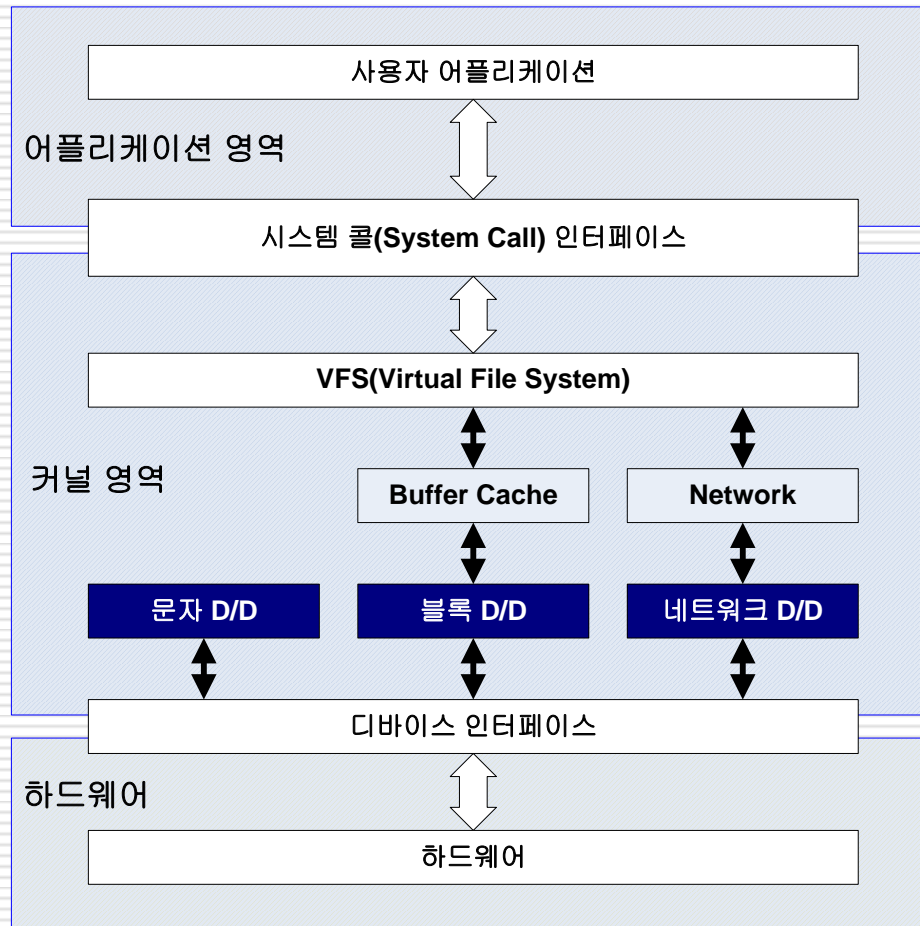 사용자 어플리케이션
어플리케이션 영역
시스템 콜(System Call) 인터페이스
VFS(Virtual File System)
커널 영역
Buffer Cache
Network
문자 D/D
블록 D/D
네트워크 D/D
디바이스 인터페이스
하드웨어
하드웨어